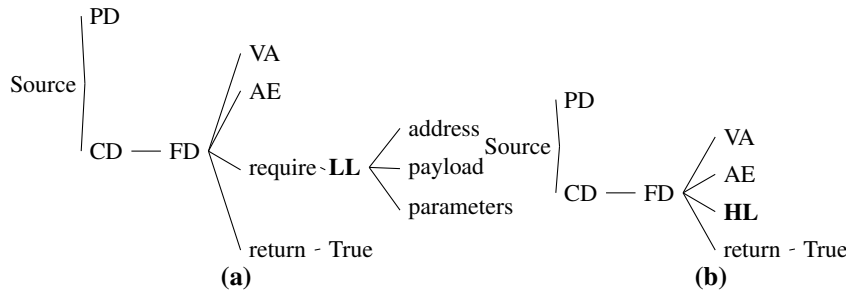 PD
Source
CD
FD
VA
AE
require
LL
address
payload
parameters
return
True
(a)
PD
Source
CD
FD
VA
AE
HL
return
True
(b)